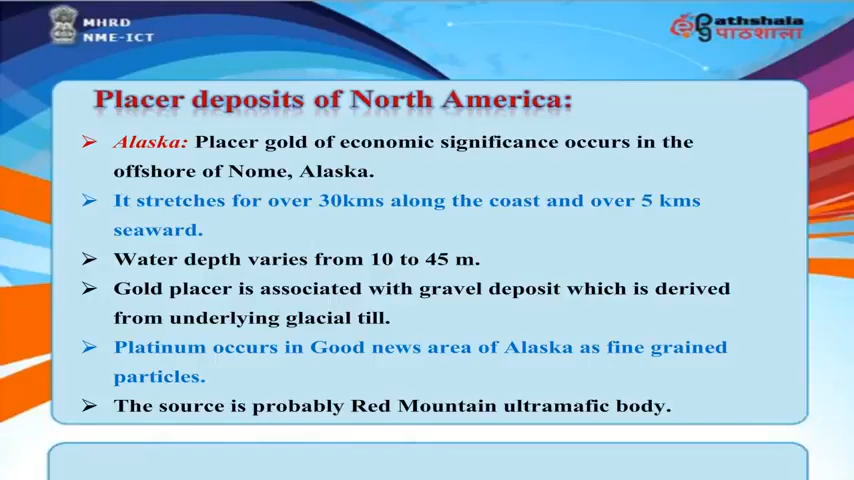 MHRD
NME-ICT
Pathshala
पाठशाला
Placer deposits of North America:
➢ Alaska: Placer gold of economic significance occurs in the
offshore of Nome, Alaska.
➢ It stretches for over 30kms along the coast and over 5 kms
seaward.
➢ Water depth varies from 10 to 45 m.
➢ Gold placer is associated with gravel deposit which is derived
from underlying glacial till.
➢ Platinum occurs in Good news area of Alaska as fine grained
particles.
➢ The source is probably Red Mountain ultramafic body.